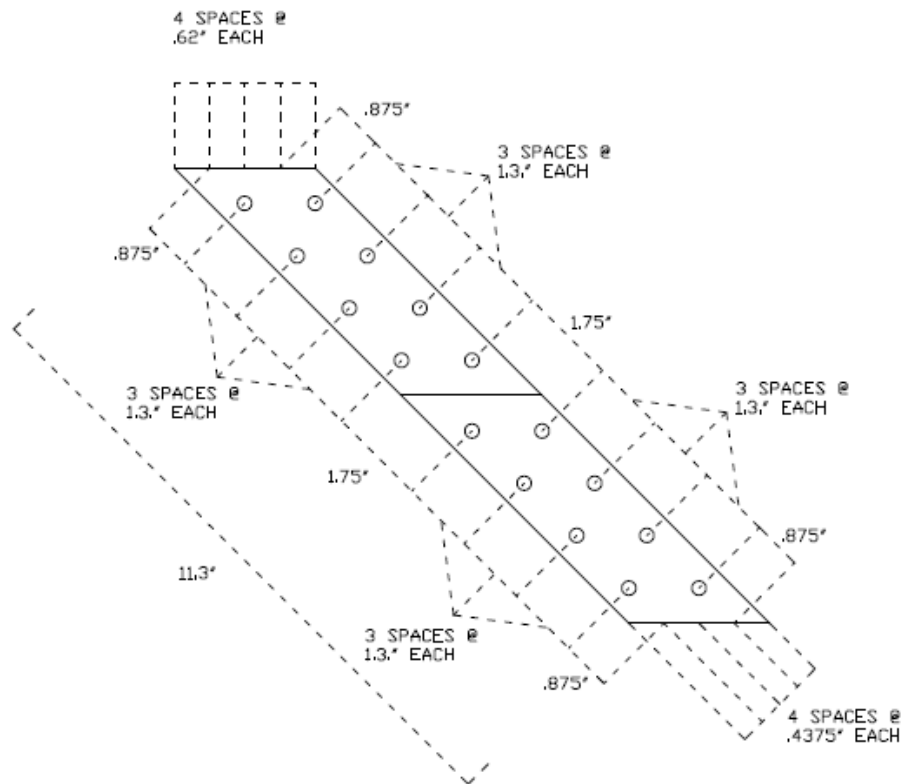 4 SPACES @
.62" EACH
.875"
3 SPACES @
1.3." EACH
.875"
1.75"
3 SPACES @
1.3." EACH
3 SPACES @
1.3." EACH
1.75"
.875"
11.3"
3 SPACES @
1.3." EACH
.875"
4 SPACES @
.4375" EACH